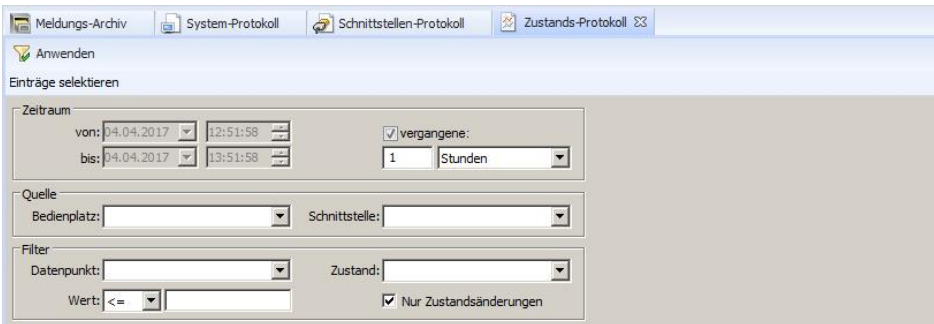 Meldungs-Archiv System-Protokoll Schnittstellen-Protokoll Zustands-Protokoll
Anwenden
Einträge selektieren
Zeitraum
von: 04.04.2017 12:51:58 vergangene:
bis: 04.04.2017 13:51:58 1 Stunden
Quelle
Bedienplatz: Schnittstelle:
Filter
Datenpunkt: Zustand:
Wert: <= Nur Zustandsänderungen